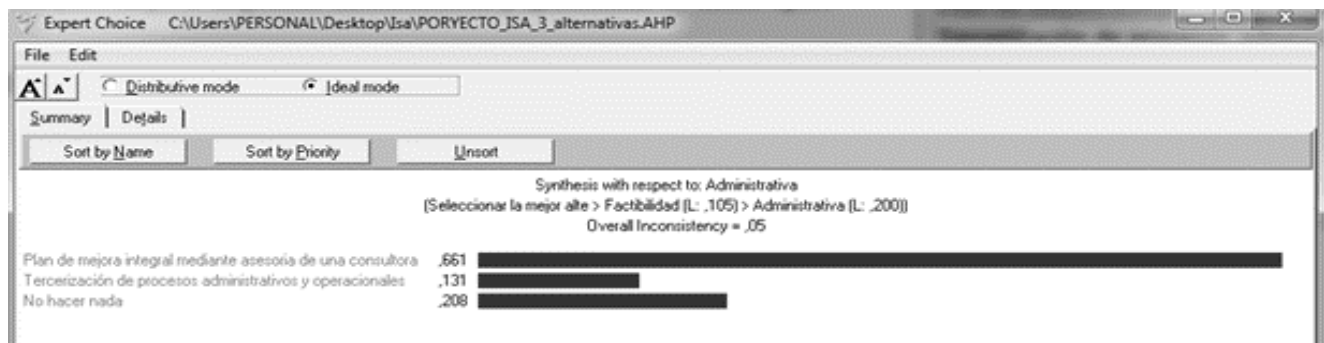 Expert Choice C:\Users\PERSONAL\Desktop\Isa\PORYECTO_ISA_3_alternativas.AHP
File Edit
A A Distributive mode Ideal mode
Summary Details
Sort by Name Sort by Priority Unsort
Synthesis with respect to: Administrativa
(Seleccionar la mejor alte > Factibilidad (L: ,105) > Administrativa (L: ,200))
Overall Inconsistency = ,05
Plan de mejora integral mediante asesoria de una consultora ,661
Tercerización de procesos administrativos y operacionales ,131
No hacer nada ,208